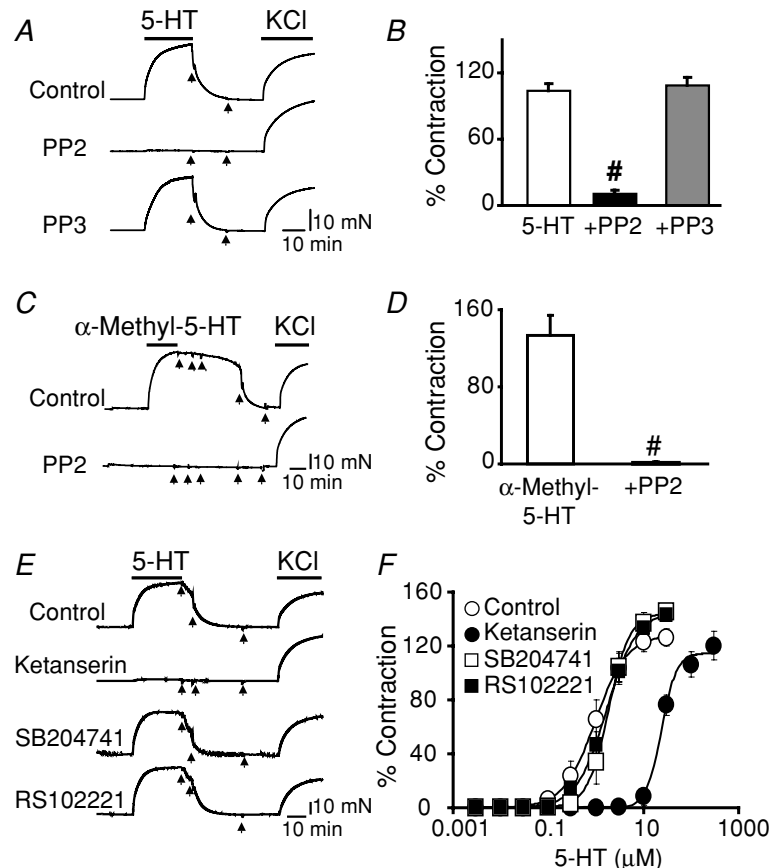 A
5-HT KCl
Control
PP2
PP3
10 mN
10 min
B
% Contraction
120
60
0
#
5-HT +PP2 +PP3
C
α-Methyl-5-HT KCl
Control
PP2
10 mN
10 min
D
% Contraction
160
80
0
#
α-Methyl-
5-HT
+PP2
E
5-HT KCl
Control
Ketanserin
SB204741
RS102221
10 mN
10 min
F
% Contraction
160
120
80
40
0
Control
Ketanserin
SB204741
RS102221
0.001 0.1 10 1000
5-HT (μM)